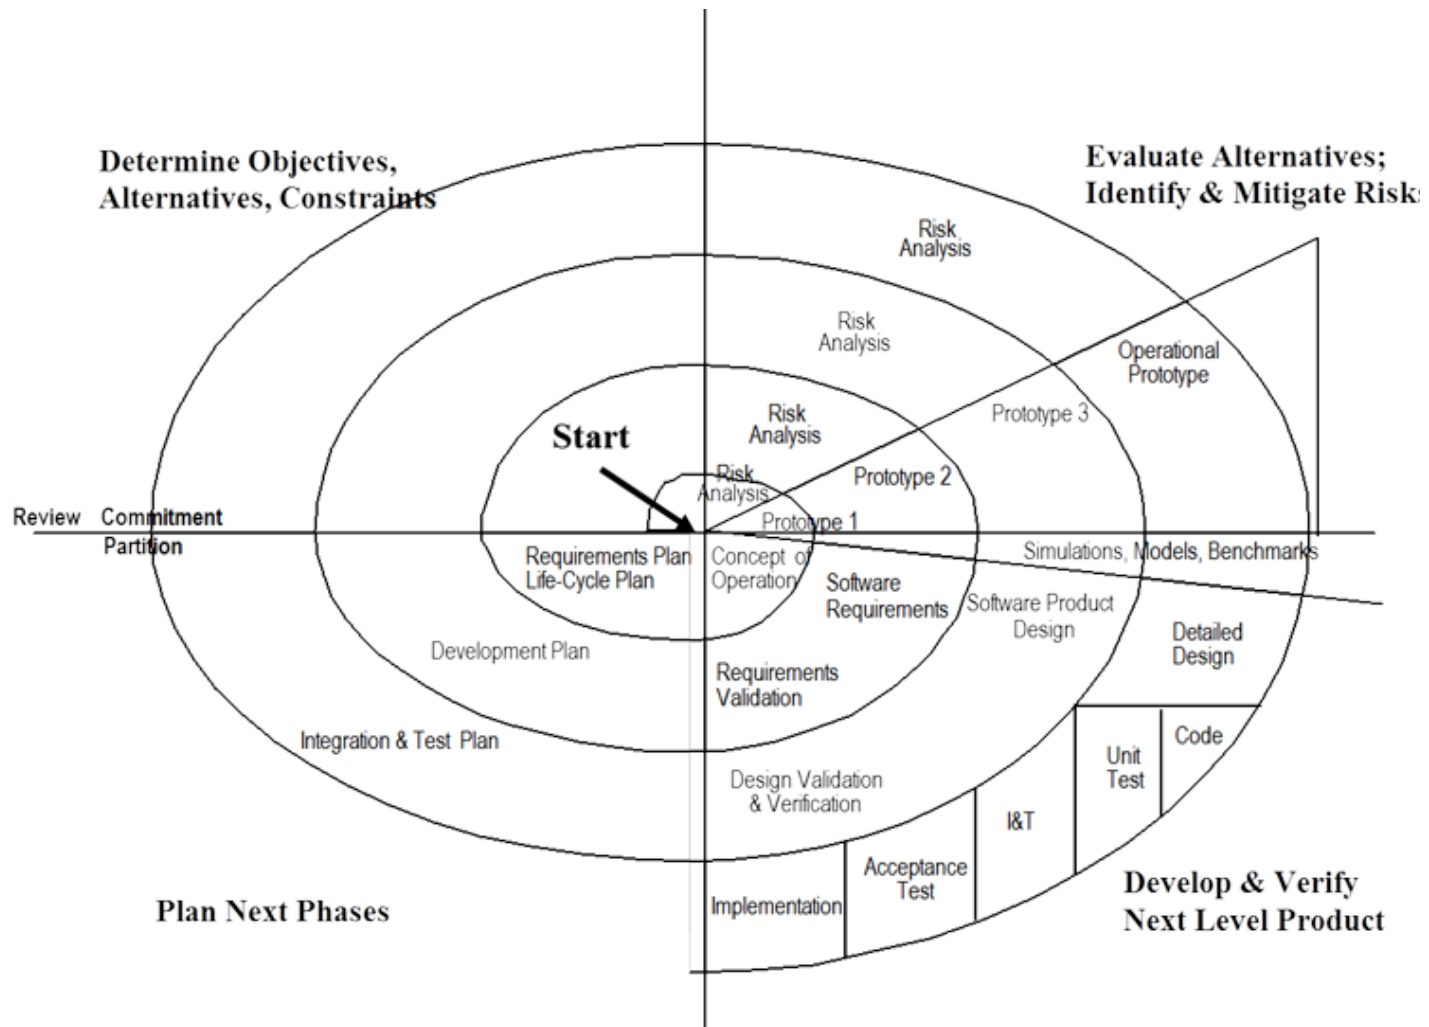 Determine Objectives,
Alternatives, Constraints
Evaluate Alternatives;
Identify & Mitigate Risks
Risk
Analysis
Risk
Analysis
Operational
Prototype
Risk
Analysis
Prototype 3
Start
Risk
Analysis
Prototype 2
Review Commitment
Partition
Prototype 1
Requirements Plan
Life-Cycle Plan
Concept of
Operation
Simulations, Models, Benchmarks
Software
Requirements
Software Product
Design
Detailed
Design
Development Plan
Requirements
Validation
Integration & Test Plan
Unit
Test
Code
Design Validation
& Verification
I&T
Acceptance
Test
Implementation
Plan Next Phases
Develop & Verify
Next Level Product